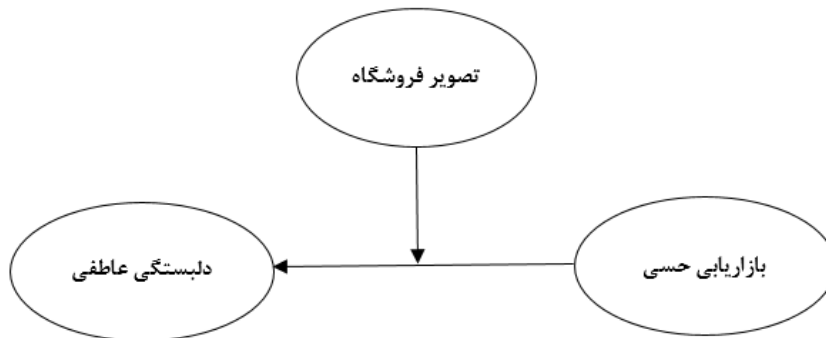 تصویر فروشگاه
بازاریابی حسی
دلبستگی عاطفی